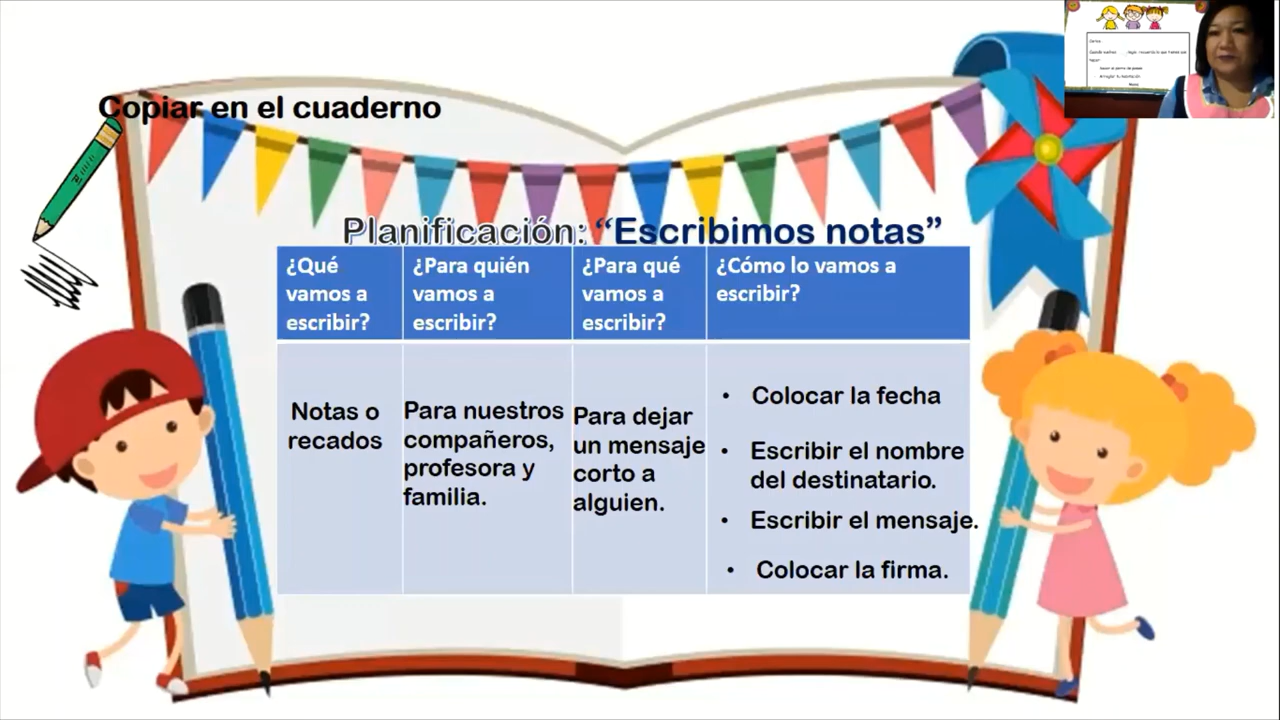 Copiar en el cuaderno
Planificación: “Escribimos notas”
¿Qué
vamos a
escribir?
¿Para quién
vamos a
escribir?
¿Para qué
vamos a
escribir?
¿Cómo lo vamos a
escribir?
Notas o
recados
Para nuestros
compañeros,
profesora y
familia.
Para dejar
un mensaje
corto a
alguien.
• Colocar la fecha
• Escribir el nombre
del destinatario.
• Escribir el mensaje.
• Colocar la firma.